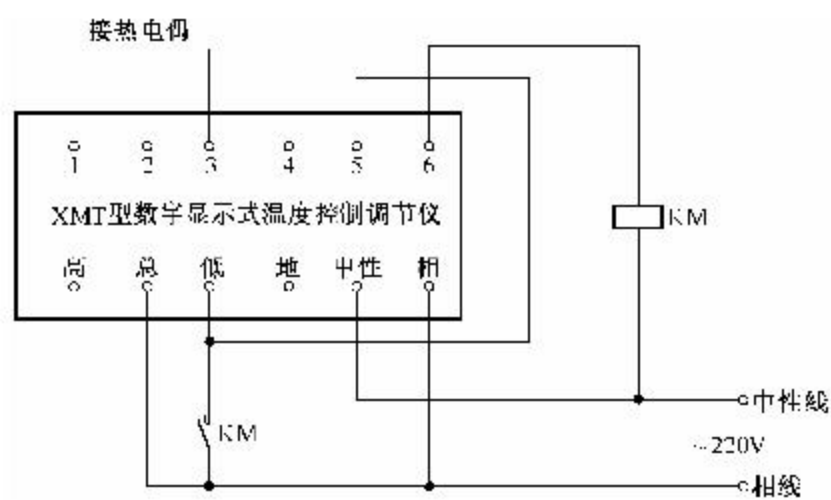 接热电偶
1 2 3 4 5 6
XMT型数字显示式温度控制调节仪
KM
高 总 低 地 中性 相
中性线
KM
~220V
相线